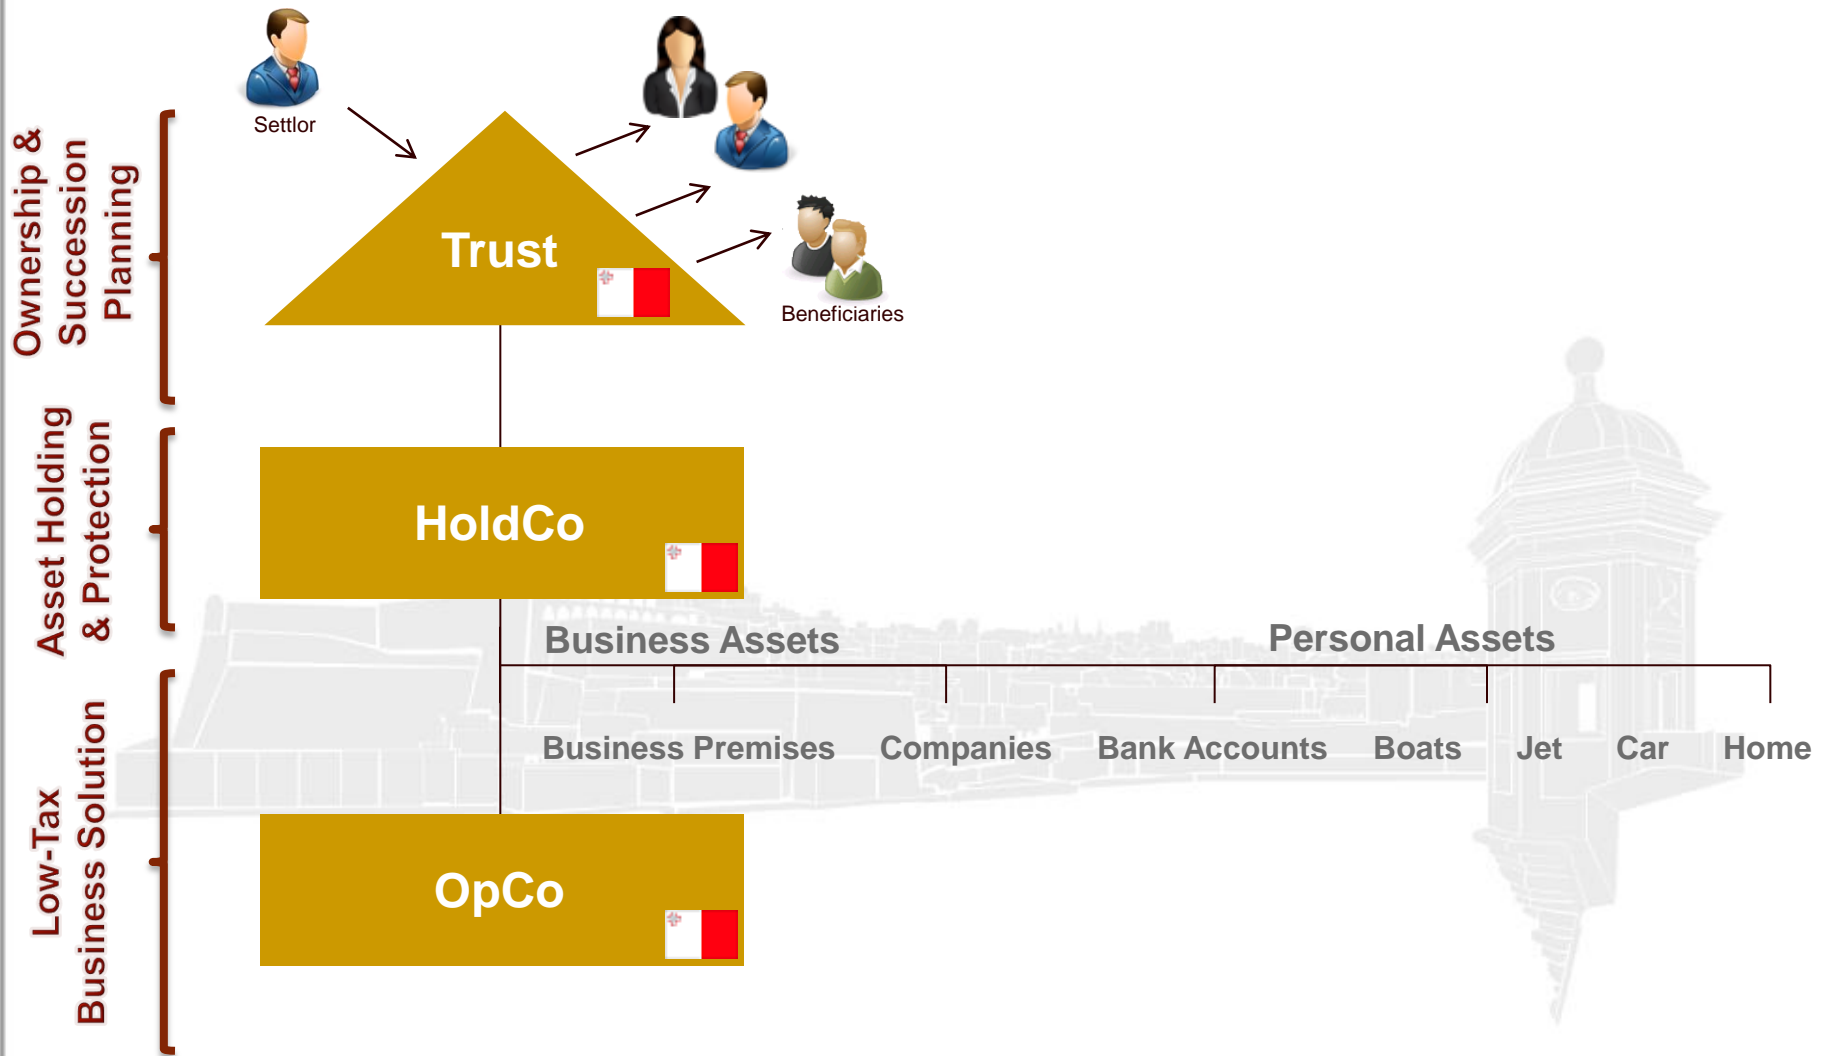 Settlor
Ownership &
Succession
Planning
Trust
Beneficiaries
Asset Holding
& Protection
HoldCo
Business Assets
Personal Assets
Business Premises
Companies
Bank Accounts
Boats
Jet
Car
Home
Low-Tax
Business Solution
OpCo